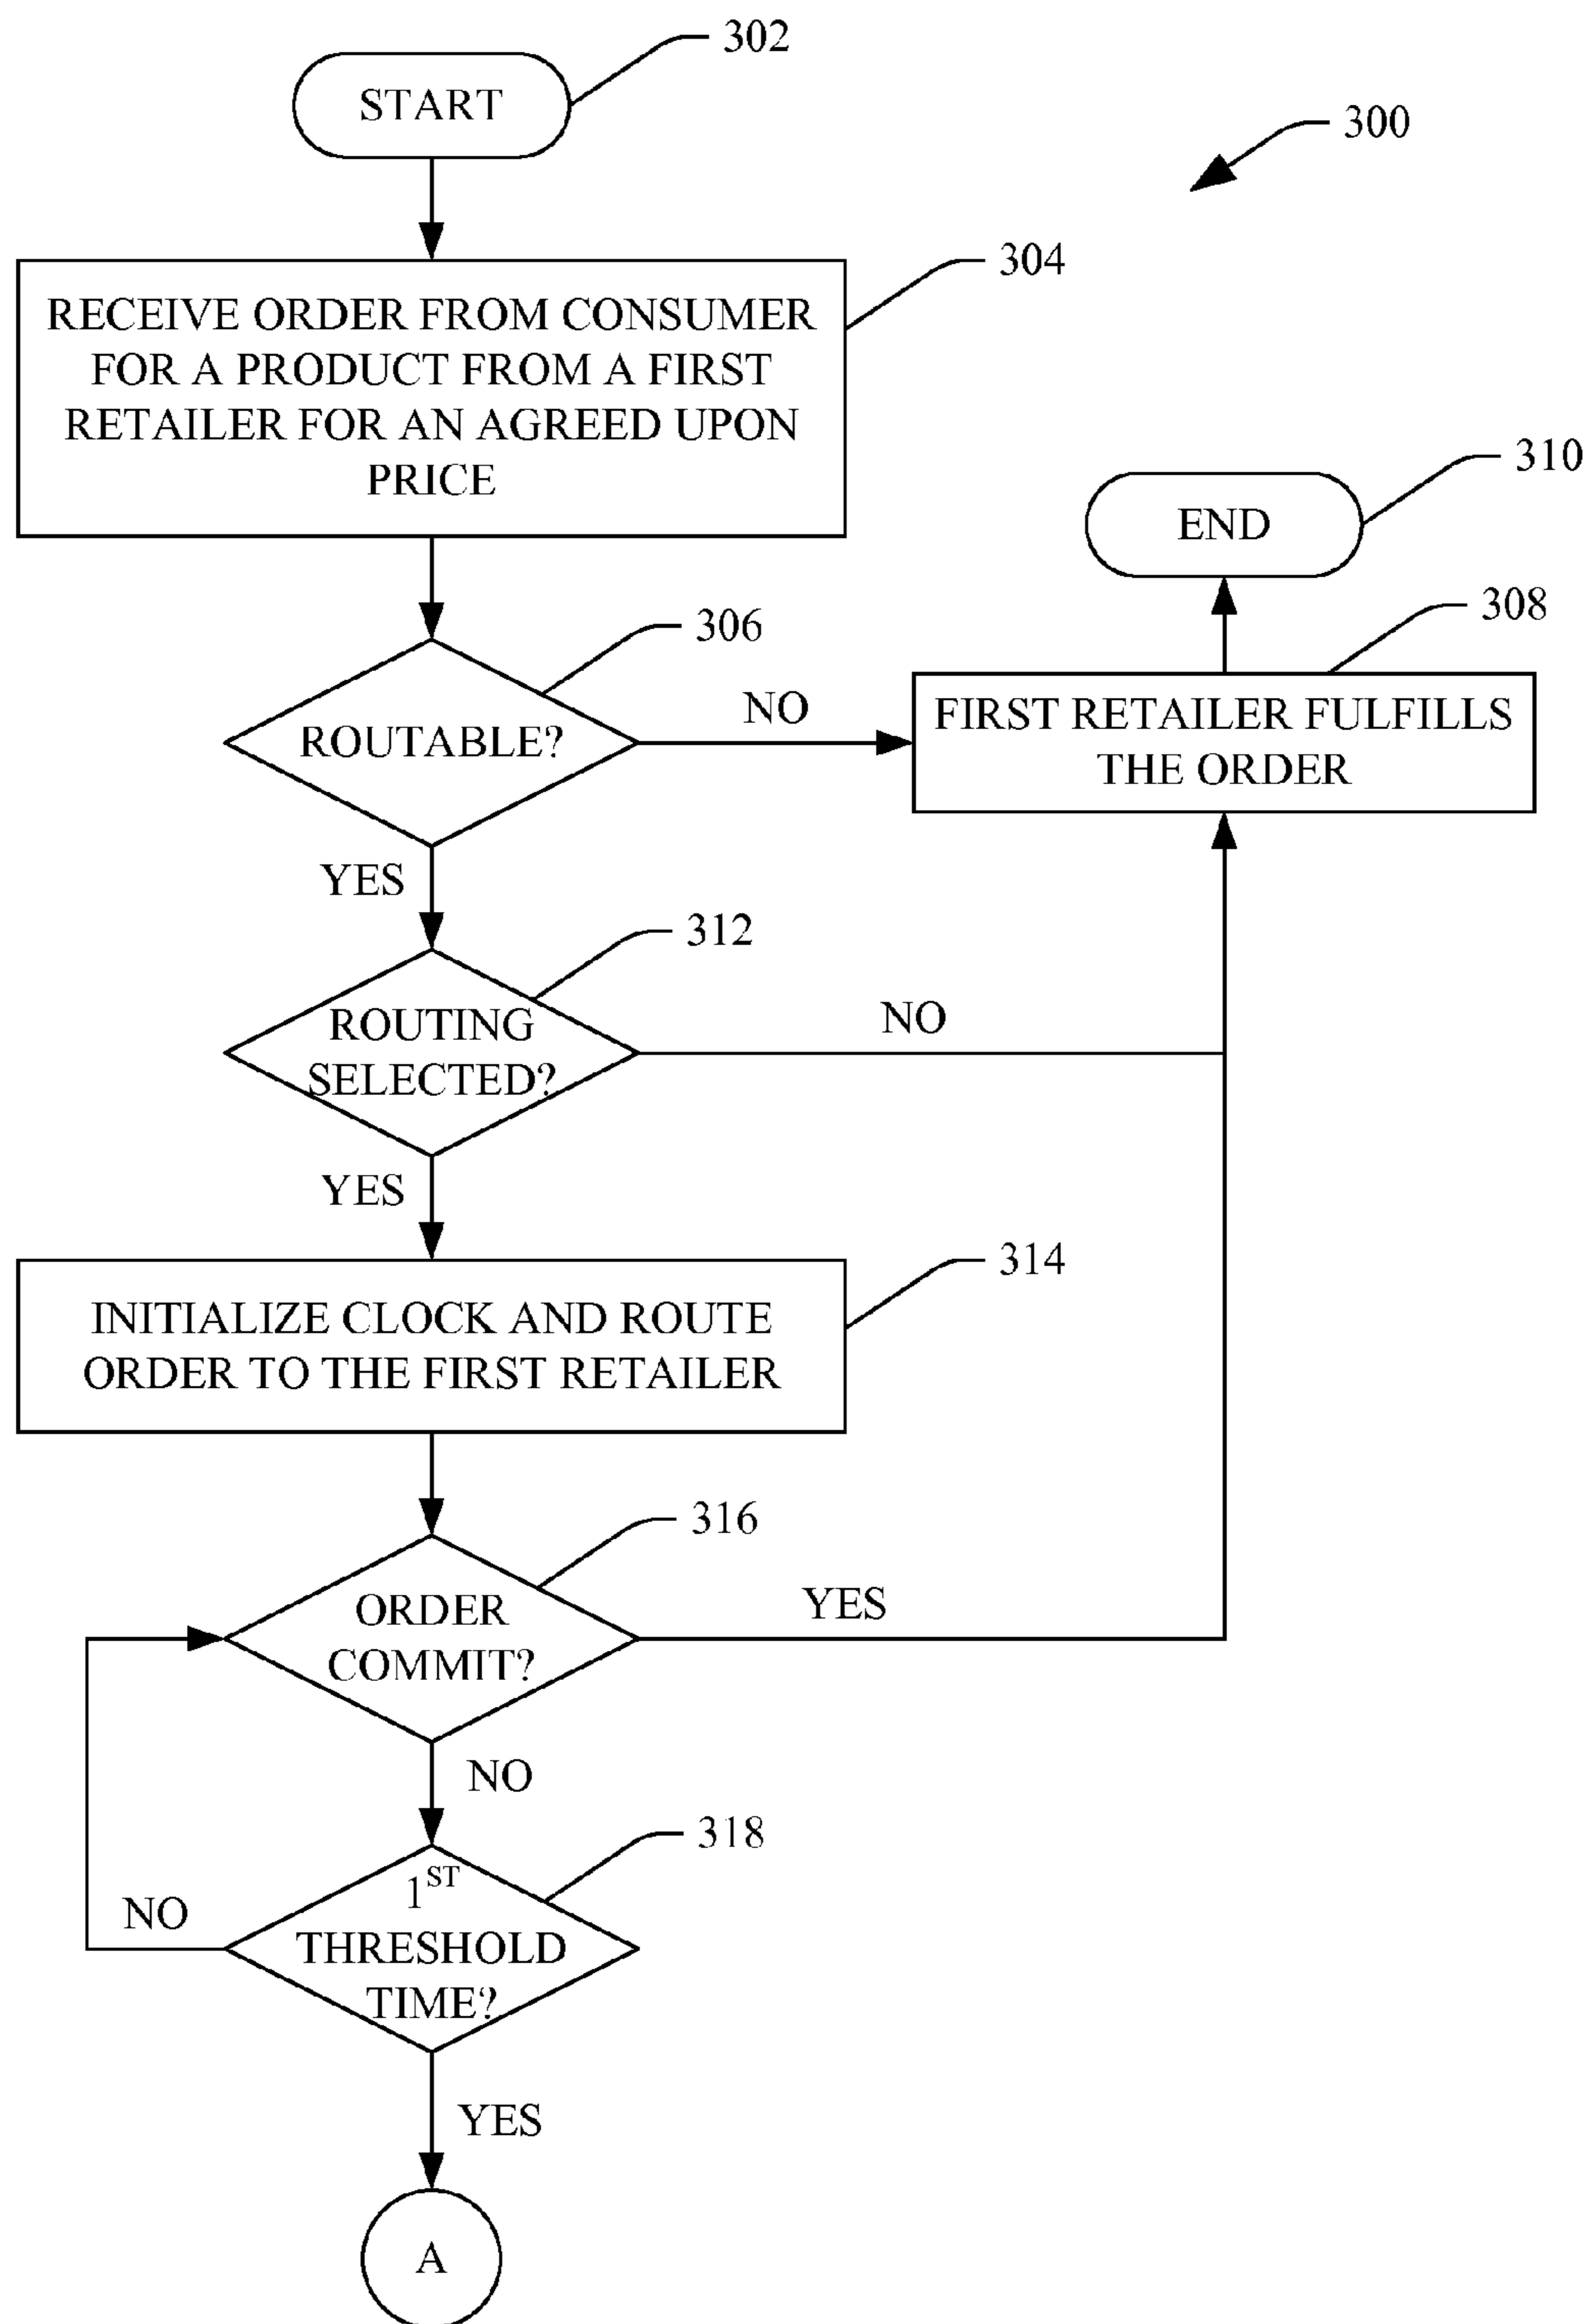 302
START
300
304
RECEIVE ORDER FROM CONSUMER
FOR A PRODUCT FROM A FIRST
RETAILER FOR AN AGREED UPON
PRICE
310
END
306
308
ROUTABLE?
NO
FIRST RETAILER FULFILLS
THE ORDER
YES
312
ROUTING
SELECTED?
NO
YES
314
INITIALIZE CLOCK AND ROUTE
ORDER TO THE FIRST RETAILER
316
ORDER
COMMIT?
YES
NO
318
1ST
THRESHOLD
TIME?
NO
YES
A